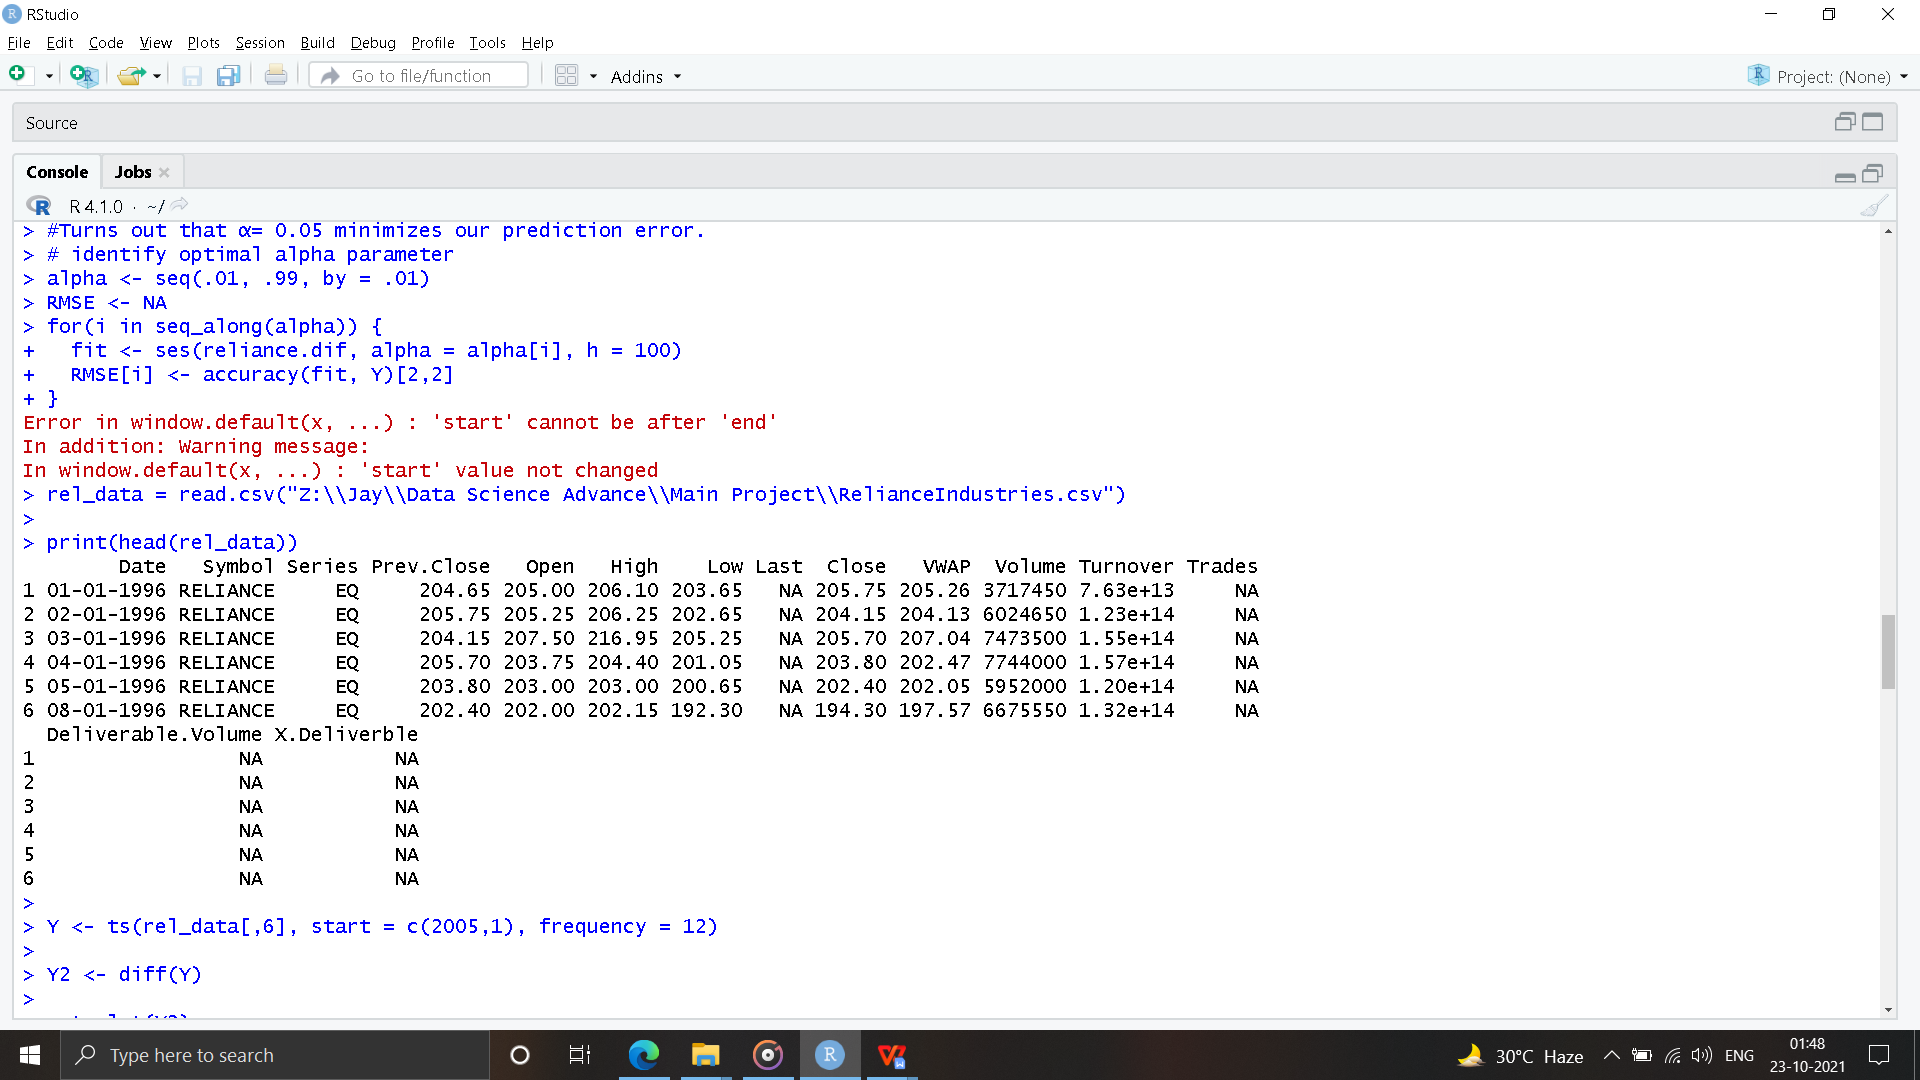 RStudio
File Edit Code View Plots Session Build Debug Profile Tools Help
Go to file/function Addins Project: (None)
Source
Console Jobs
R 4.1.0 · ~/
> #Turns out that α= 0.05 minimizes our prediction error.
> # identify optimal alpha parameter
> alpha <- seq(.01, .99, by = .01)
> RMSE <- NA
> for(i in seq_along(alpha)) {
+   fit <- ses(reliance.dif, alpha = alpha[i], h = 100)
+   RMSE[i] <- accuracy(fit, Y)[2,2]
+ }
Error in window.default(x, ...) : 'start' cannot be after 'end'
In addition: Warning message:
In window.default(x, ...) : 'start' value not changed
> rel_data = read.csv("Z:\\Jay\\Data Science Advance\\Main Project\\RelianceIndustries.csv")
>
> print(head(rel_data))
        Date   Symbol Series Prev.Close   Open   High    Low Last  Close   VWAP  Volume Turnover Trades
1 01-01-1996 RELIANCE     EQ     204.65 205.00 206.10 203.65   NA 205.75 205.26 3717450 7.63e+13     NA
2 02-01-1996 RELIANCE     EQ     205.75 205.25 206.25 202.65   NA 204.15 204.13 6024650 1.23e+14     NA
3 03-01-1996 RELIANCE     EQ     204.15 207.50 216.95 205.25   NA 205.70 207.04 7473500 1.55e+14     NA
4 04-01-1996 RELIANCE     EQ     205.70 203.75 204.40 201.05   NA 203.80 202.47 7744000 1.57e+14     NA
5 05-01-1996 RELIANCE     EQ     203.80 203.00 203.00 200.65   NA 202.40 202.05 5952000 1.20e+14     NA
6 08-01-1996 RELIANCE     EQ     202.40 202.00 202.15 192.30   NA 194.30 197.57 6675550 1.32e+14     NA
  Deliverable.Volume X.Deliverble
1                 NA           NA
2                 NA           NA
3                 NA           NA
4                 NA           NA
5                 NA           NA
6                 NA           NA
>
> Y <- ts(rel_data[,6], start = c(2005,1), frequency = 12)
>
> Y2 <- diff(Y)
>
Type here to search
30°C Haze
ENG
01:48
23-10-2021